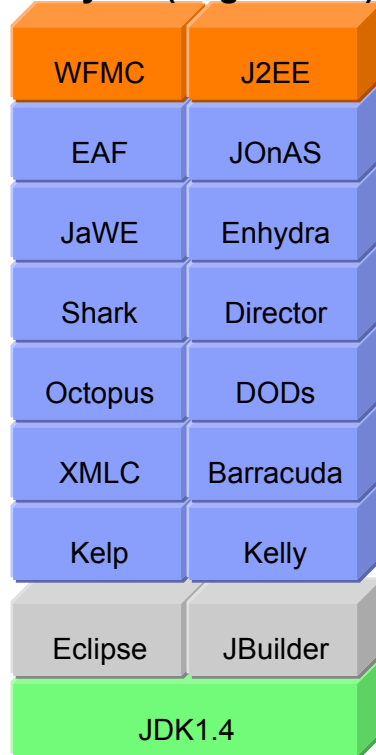 WFMC J2EE
EAF JOnAS
JaWE Enhydra
Shark Director
Octopus DODs
XMLC Barracuda
Kelp Kelly
Eclipse JBuilder
JDK1.4